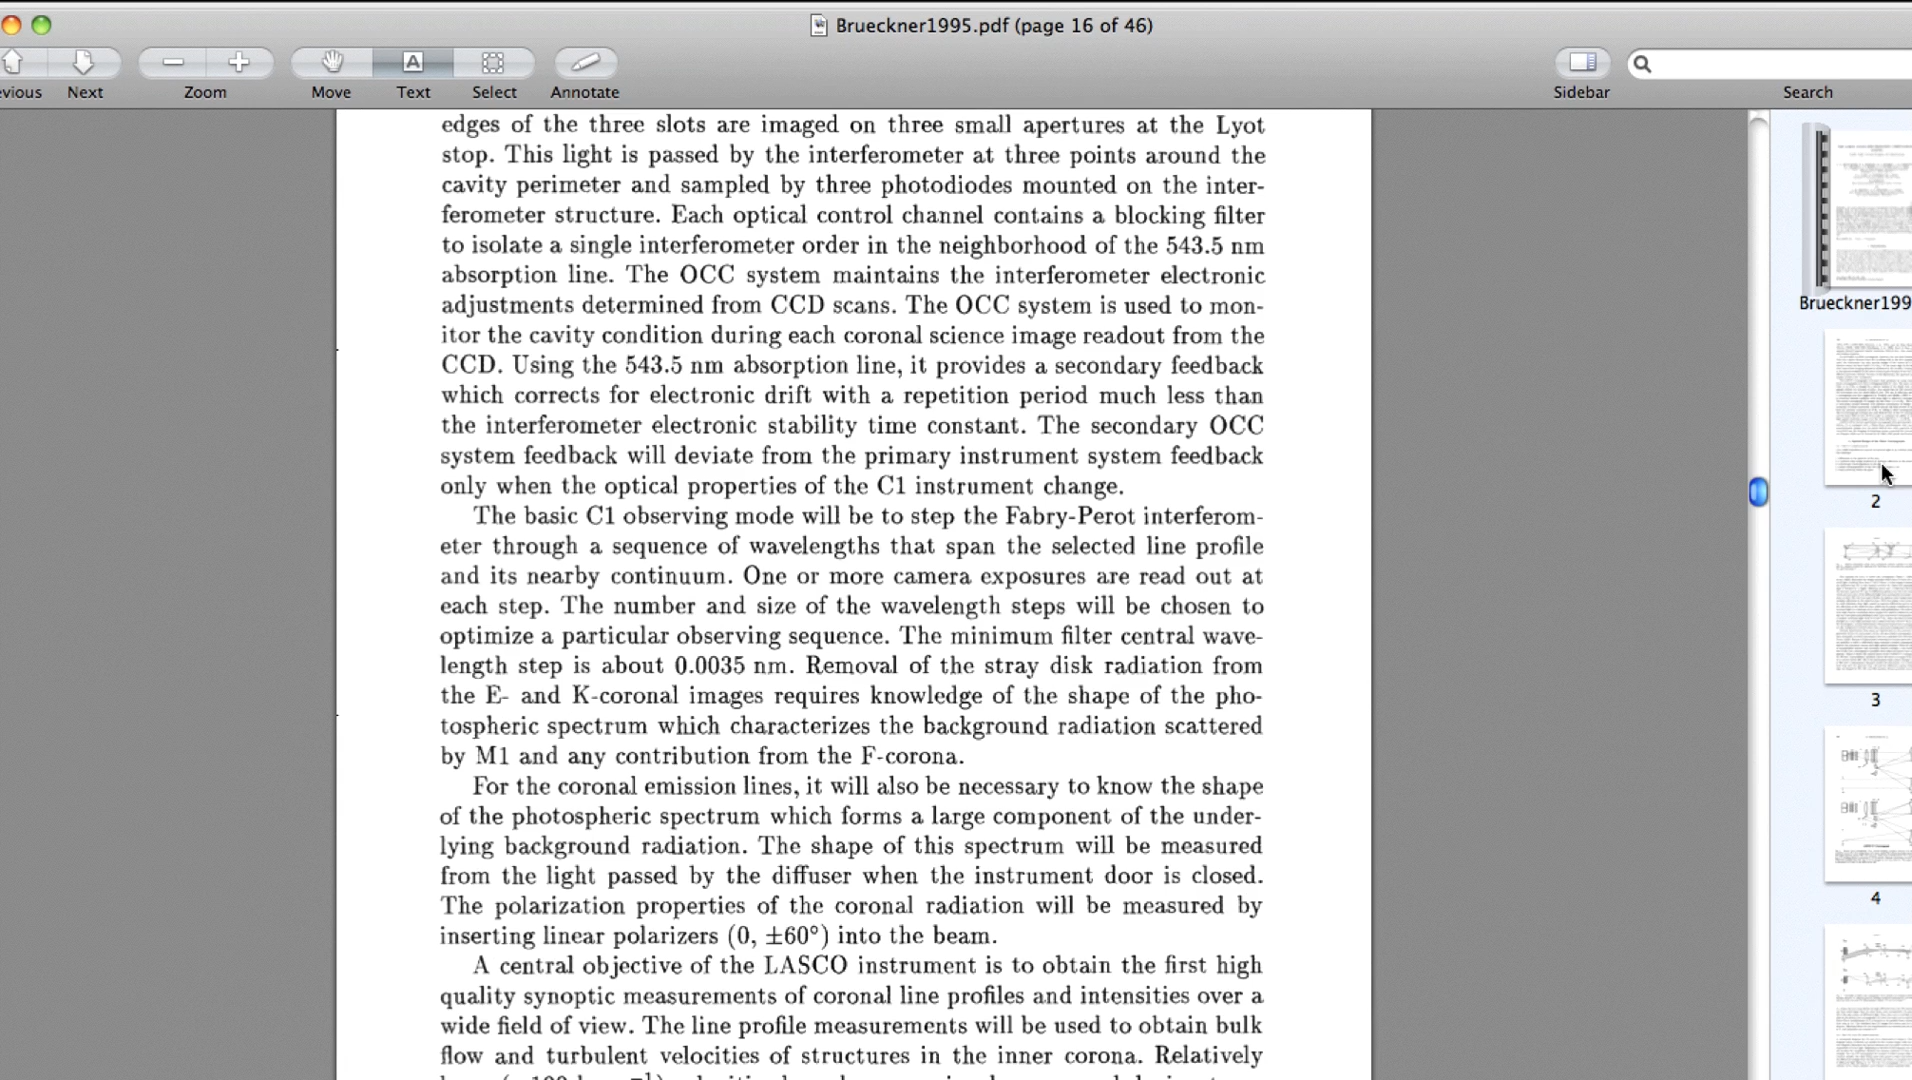 Brueckner1995.pdf (page 16 of 46)
Next
Zoom
Move
Text
Select
Annotate
Sidebar
Search
edges of the three slots are imaged on three small apertures at the Lyot
stop. This light is passed by the interferometer at three points around the
cavity perimeter and sampled by three photodiodes mounted on the inter-
ferometer structure. Each optical control channel contains a blocking filter
to isolate a single interferometer order in the neighborhood of the 543.5 nm
absorption line. The OCC system maintains the interferometer electronic
adjustments determined from CCD scans. The OCC system is used to mon-
itor the cavity condition during each coronal science image readout from the
CCD. Using the 543.5 nm absorption line, it provides a secondary feedback
which corrects for electronic drift with a repetition period much less than
the interferometer electronic stability time constant. The secondary OCC
system feedback will deviate from the primary instrument system feedback
only when the optical properties of the C1 instrument change.
The basic C1 observing mode will be to step the Fabry-Perot interferom-
eter through a sequence of wavelengths that span the selected line profile
and its nearby continuum. One or more camera exposures are read out at
each step. The number and size of the wavelength steps will be chosen to
optimize a particular observing sequence. The minimum filter central wave-
length step is about 0.0035 nm. Removal of the stray disk radiation from
the E- and K-coronal images requires knowledge of the shape of the pho-
tospheric spectrum which characterizes the background radiation scattered
by M1 and any contribution from the F-corona.
For the coronal emission lines, it will also be necessary to know the shape
of the photospheric spectrum which forms a large component of the under-
lying background radiation. The shape of this spectrum will be measured
from the light passed by the diffuser when the instrument door is closed.
The polarization properties of the coronal radiation will be measured by
inserting linear polarizers (0, ±60°) into the beam.
A central objective of the LASCO instrument is to obtain the first high
quality synoptic measurements of coronal line profiles and intensities over a
wide field of view. The line profile measurements will be used to obtain bulk
flow and turbulent velocities of structures in the inner corona. Relatively
Brueckner199
2
3
4